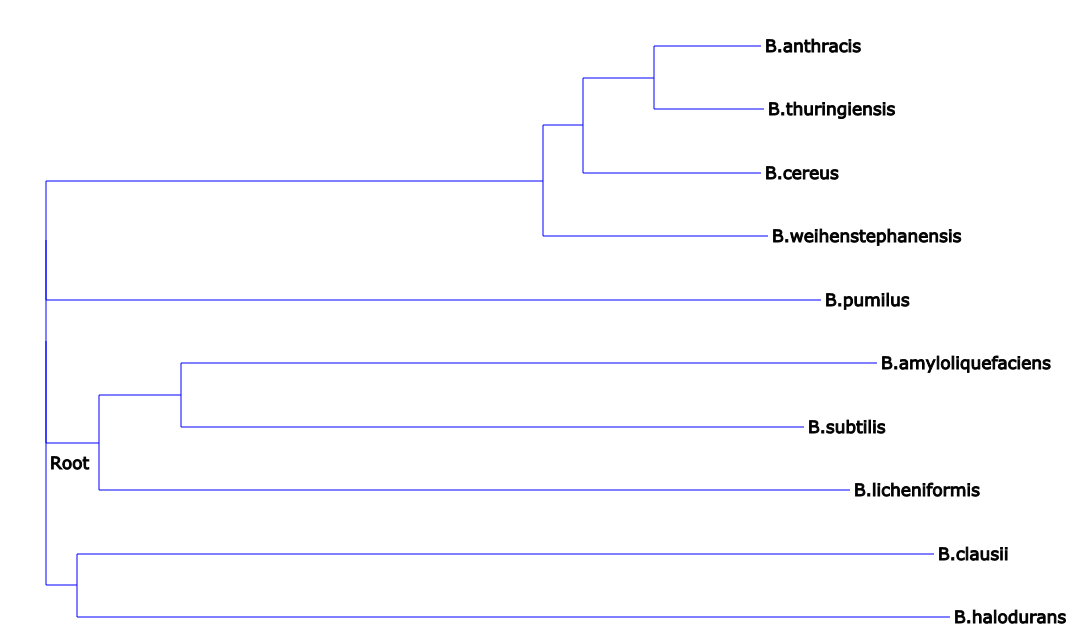 B.anthracis
B.thuringiensis
B.cereus
B.weihenstephanensis
B.pumilus
B.amyloliquefaciens
B.subtilis
Root
B.licheniformis
B.clausii
B.halodurans